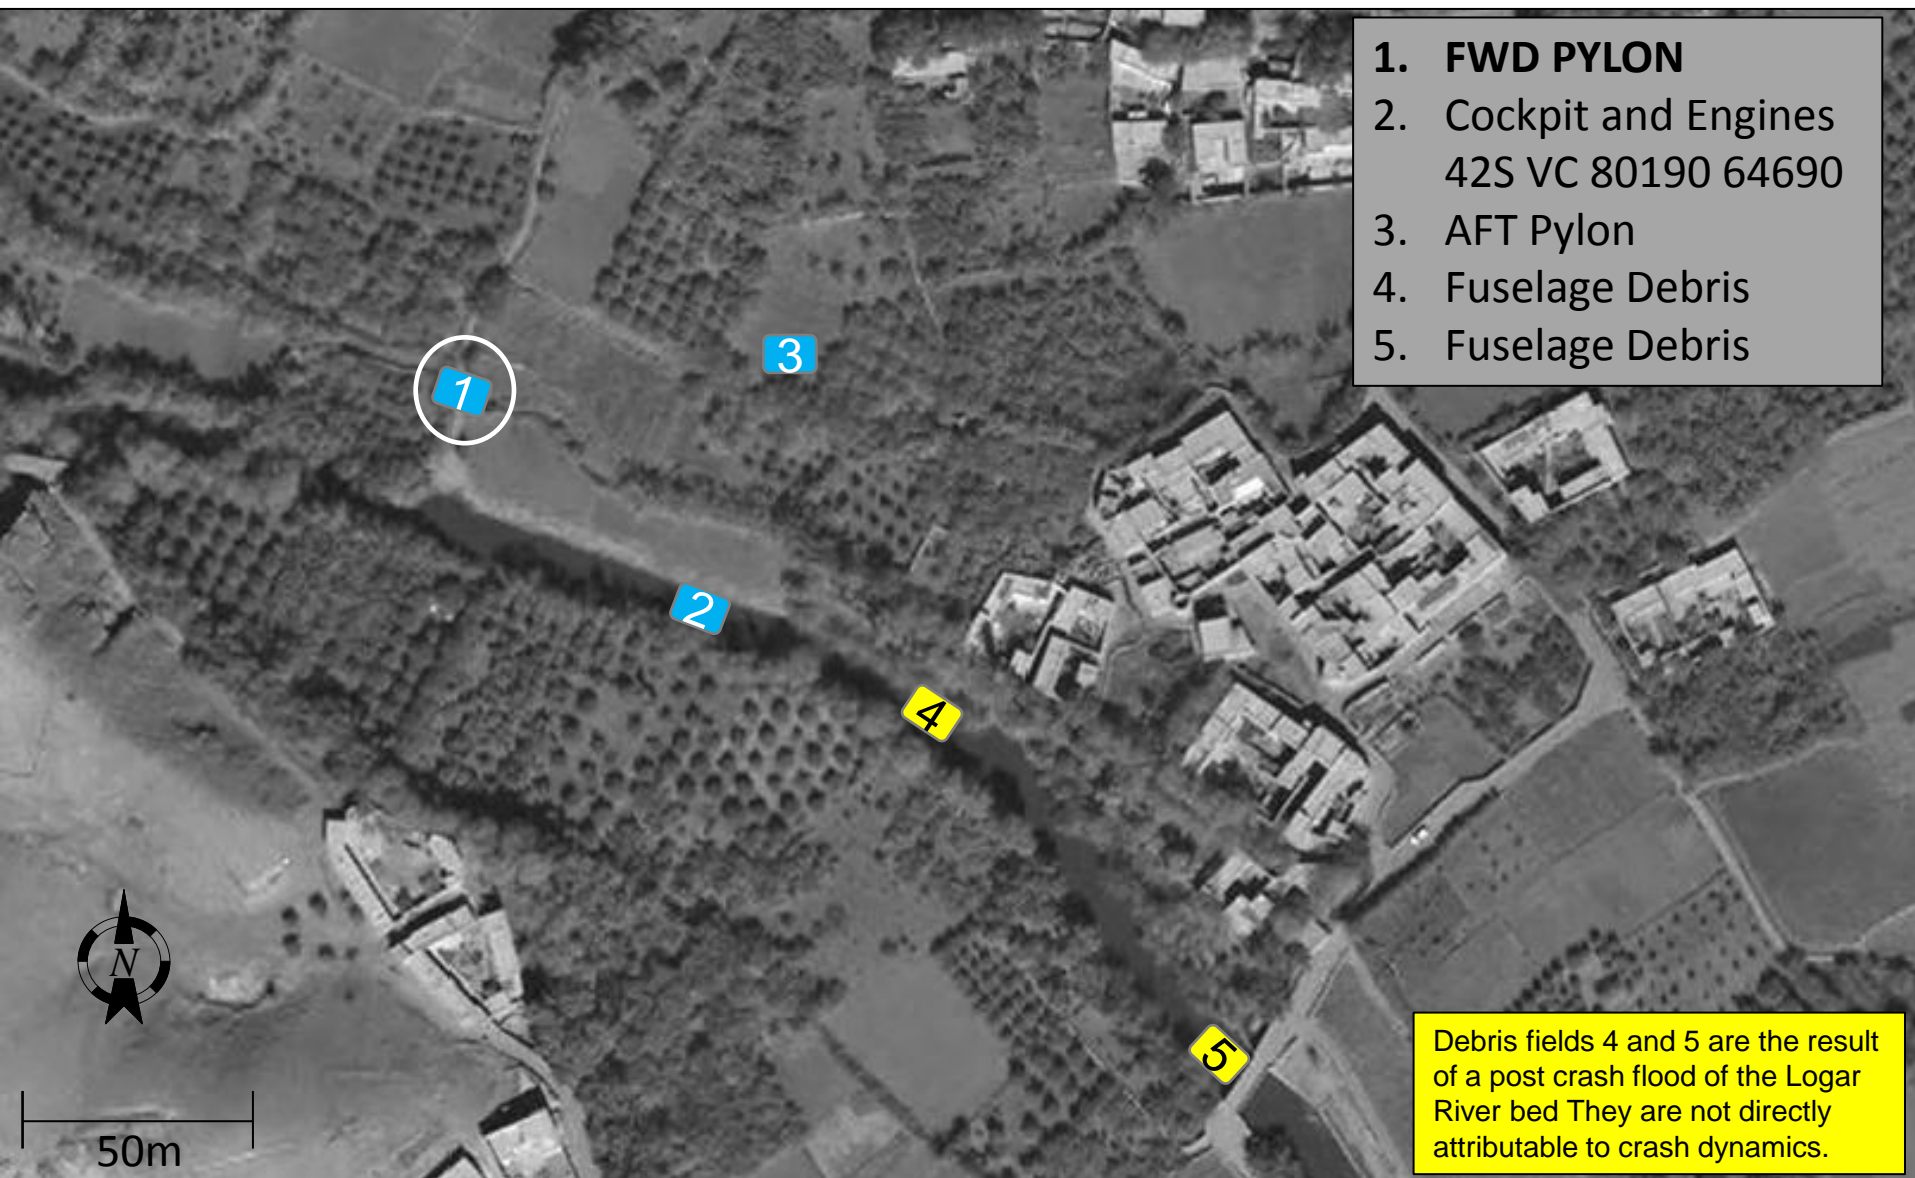 1. FWD PYLON
2. Cockpit and Engines
42S VC 80190 64690
3. AFT Pylon
4. Fuselage Debris
5. Fuselage Debris
3
1
2
4
N
5
50m
Debris fields 4 and 5 are the result
of a post crash flood of the Logar
River bed They are not directly
attributable to crash dynamics.